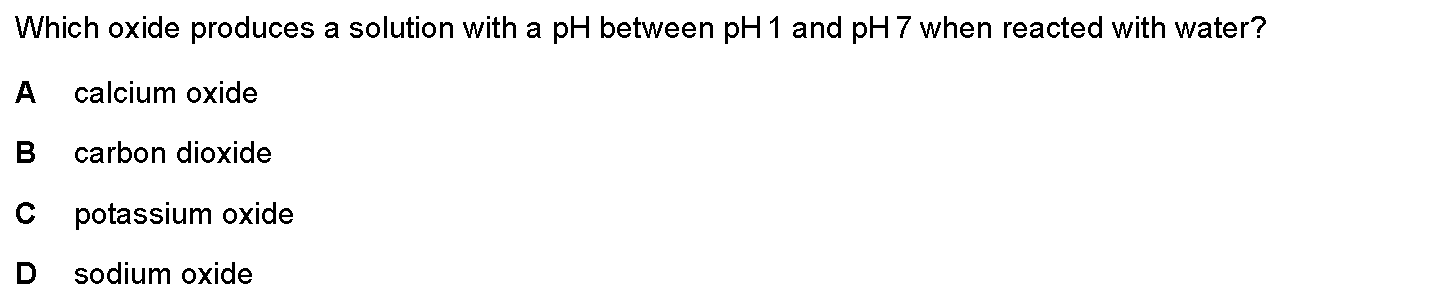 Which oxide produces a solution with a pH between pH 1 and pH 7 when reacted with water?
A calcium oxide
B carbon dioxide
C potassium oxide
D sodium oxide